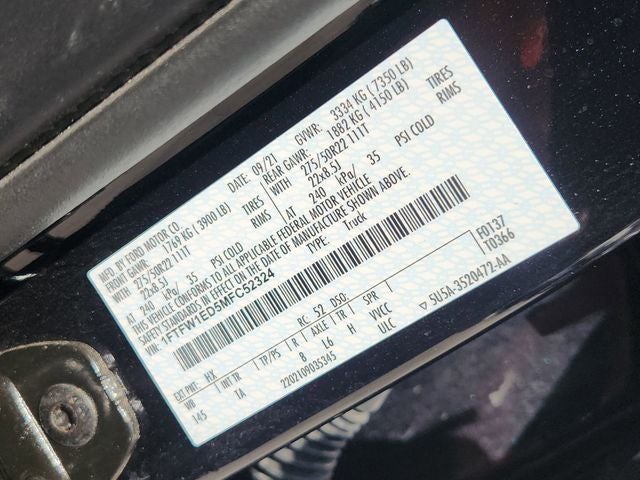 MFD. BY FORD MOTOR CO. DATE: 09/21 GVWR: 3334 KG ( 7350 LB)
FRONT GAWR: 1769 KG ( 3900 LB) REAR GAWR: 1882 KG ( 4150 LB)
WITH 275/50R22 111T TIRES WITH 275/50R22 111T TIRES
22x8.5J RIMS 22x8.5J RIMS
AT 240 kPa/ 35 PSI COLD AT 240 kPa/ 35 PSI COLD
THIS VEHICLE CONFORMS TO ALL APPLICABLE FEDERAL MOTOR VEHICLE
SAFETY STANDARDS IN EFFECT ON THE DATE OF MANUFACTURE SHOWN ABOVE.
VIN: 1FTFW1ED5MFC52324 TYPE: Truck
F0137
T0366
EXT PNT: HX RC: 52 DSO:
WB INT TR TP/PS R AXLE TR SPR
145 TA 8 L6 H VVCC
2202109035345 ULC
5U5A-3520472-AA